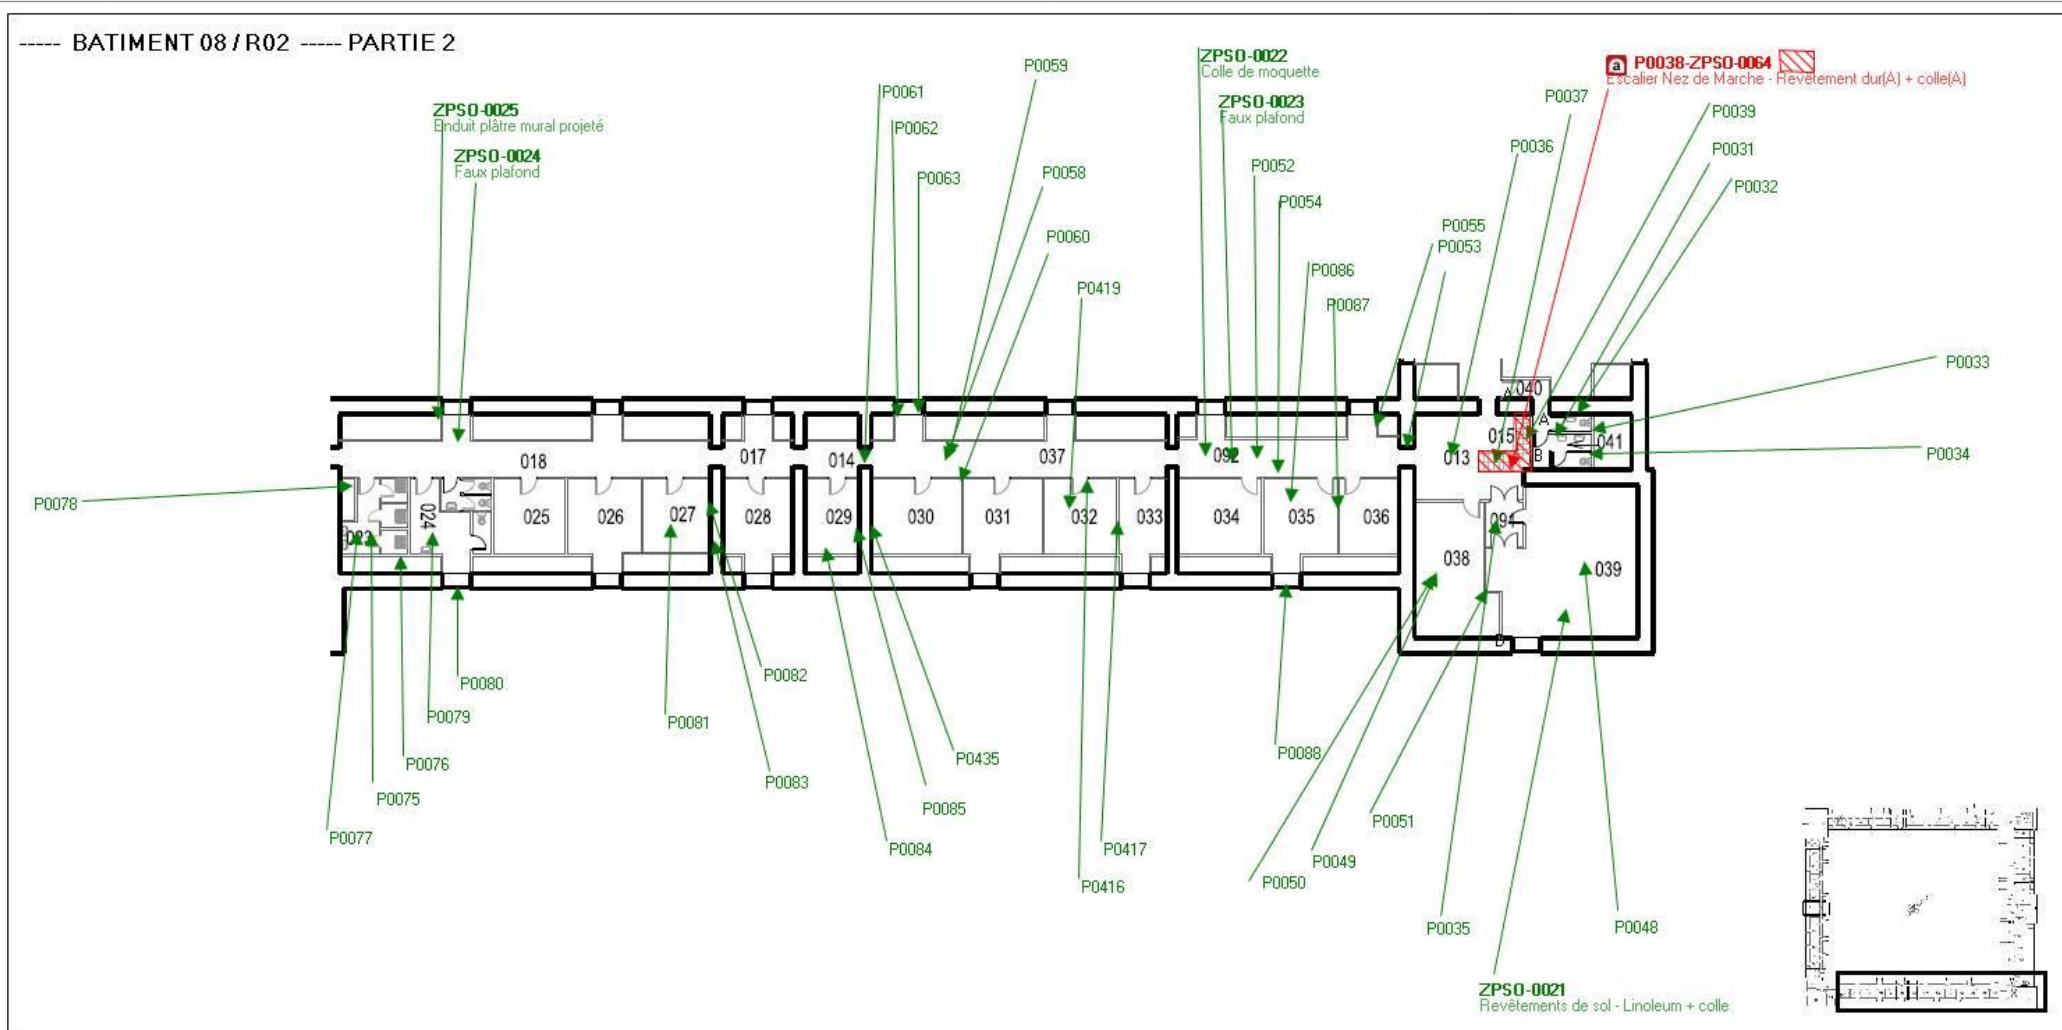 ----- BATIMENT 08 / R02 ----- PARTIE 2
ZPSO-0025
Enduit plâtre mural projeté
ZPSO-0024
Faux plafond
P0061
P0062
P0063
P0059
P0058
P0060
P0419
ZPSO-0022
Colle de moquette
ZPSO-0023
Faux plafond
P0052
P0054
P0055
P0053
P0086
P0087
a P0038-ZPSO-0064
Escalier Nez de Marche - Revêtement dur(A) + colle(A)
P0037
P0036
P0039
P0031
P0032
P0033
P0034
040
A
A
015
B
041
018
017
014
037
092
013
P0078
023
024
025
026
027
028
029
030
031
032
033
034
035
036
038
094
039
D
P0080
P0079
P0076
P0075
P0077
P0081
P0082
P0083
P0435
P0085
P0084
P0417
P0416
P0088
P0051
P0049
P0050
P0035
P0048
ZPSO-0021
Revêtements de sol - Linoleum + colle